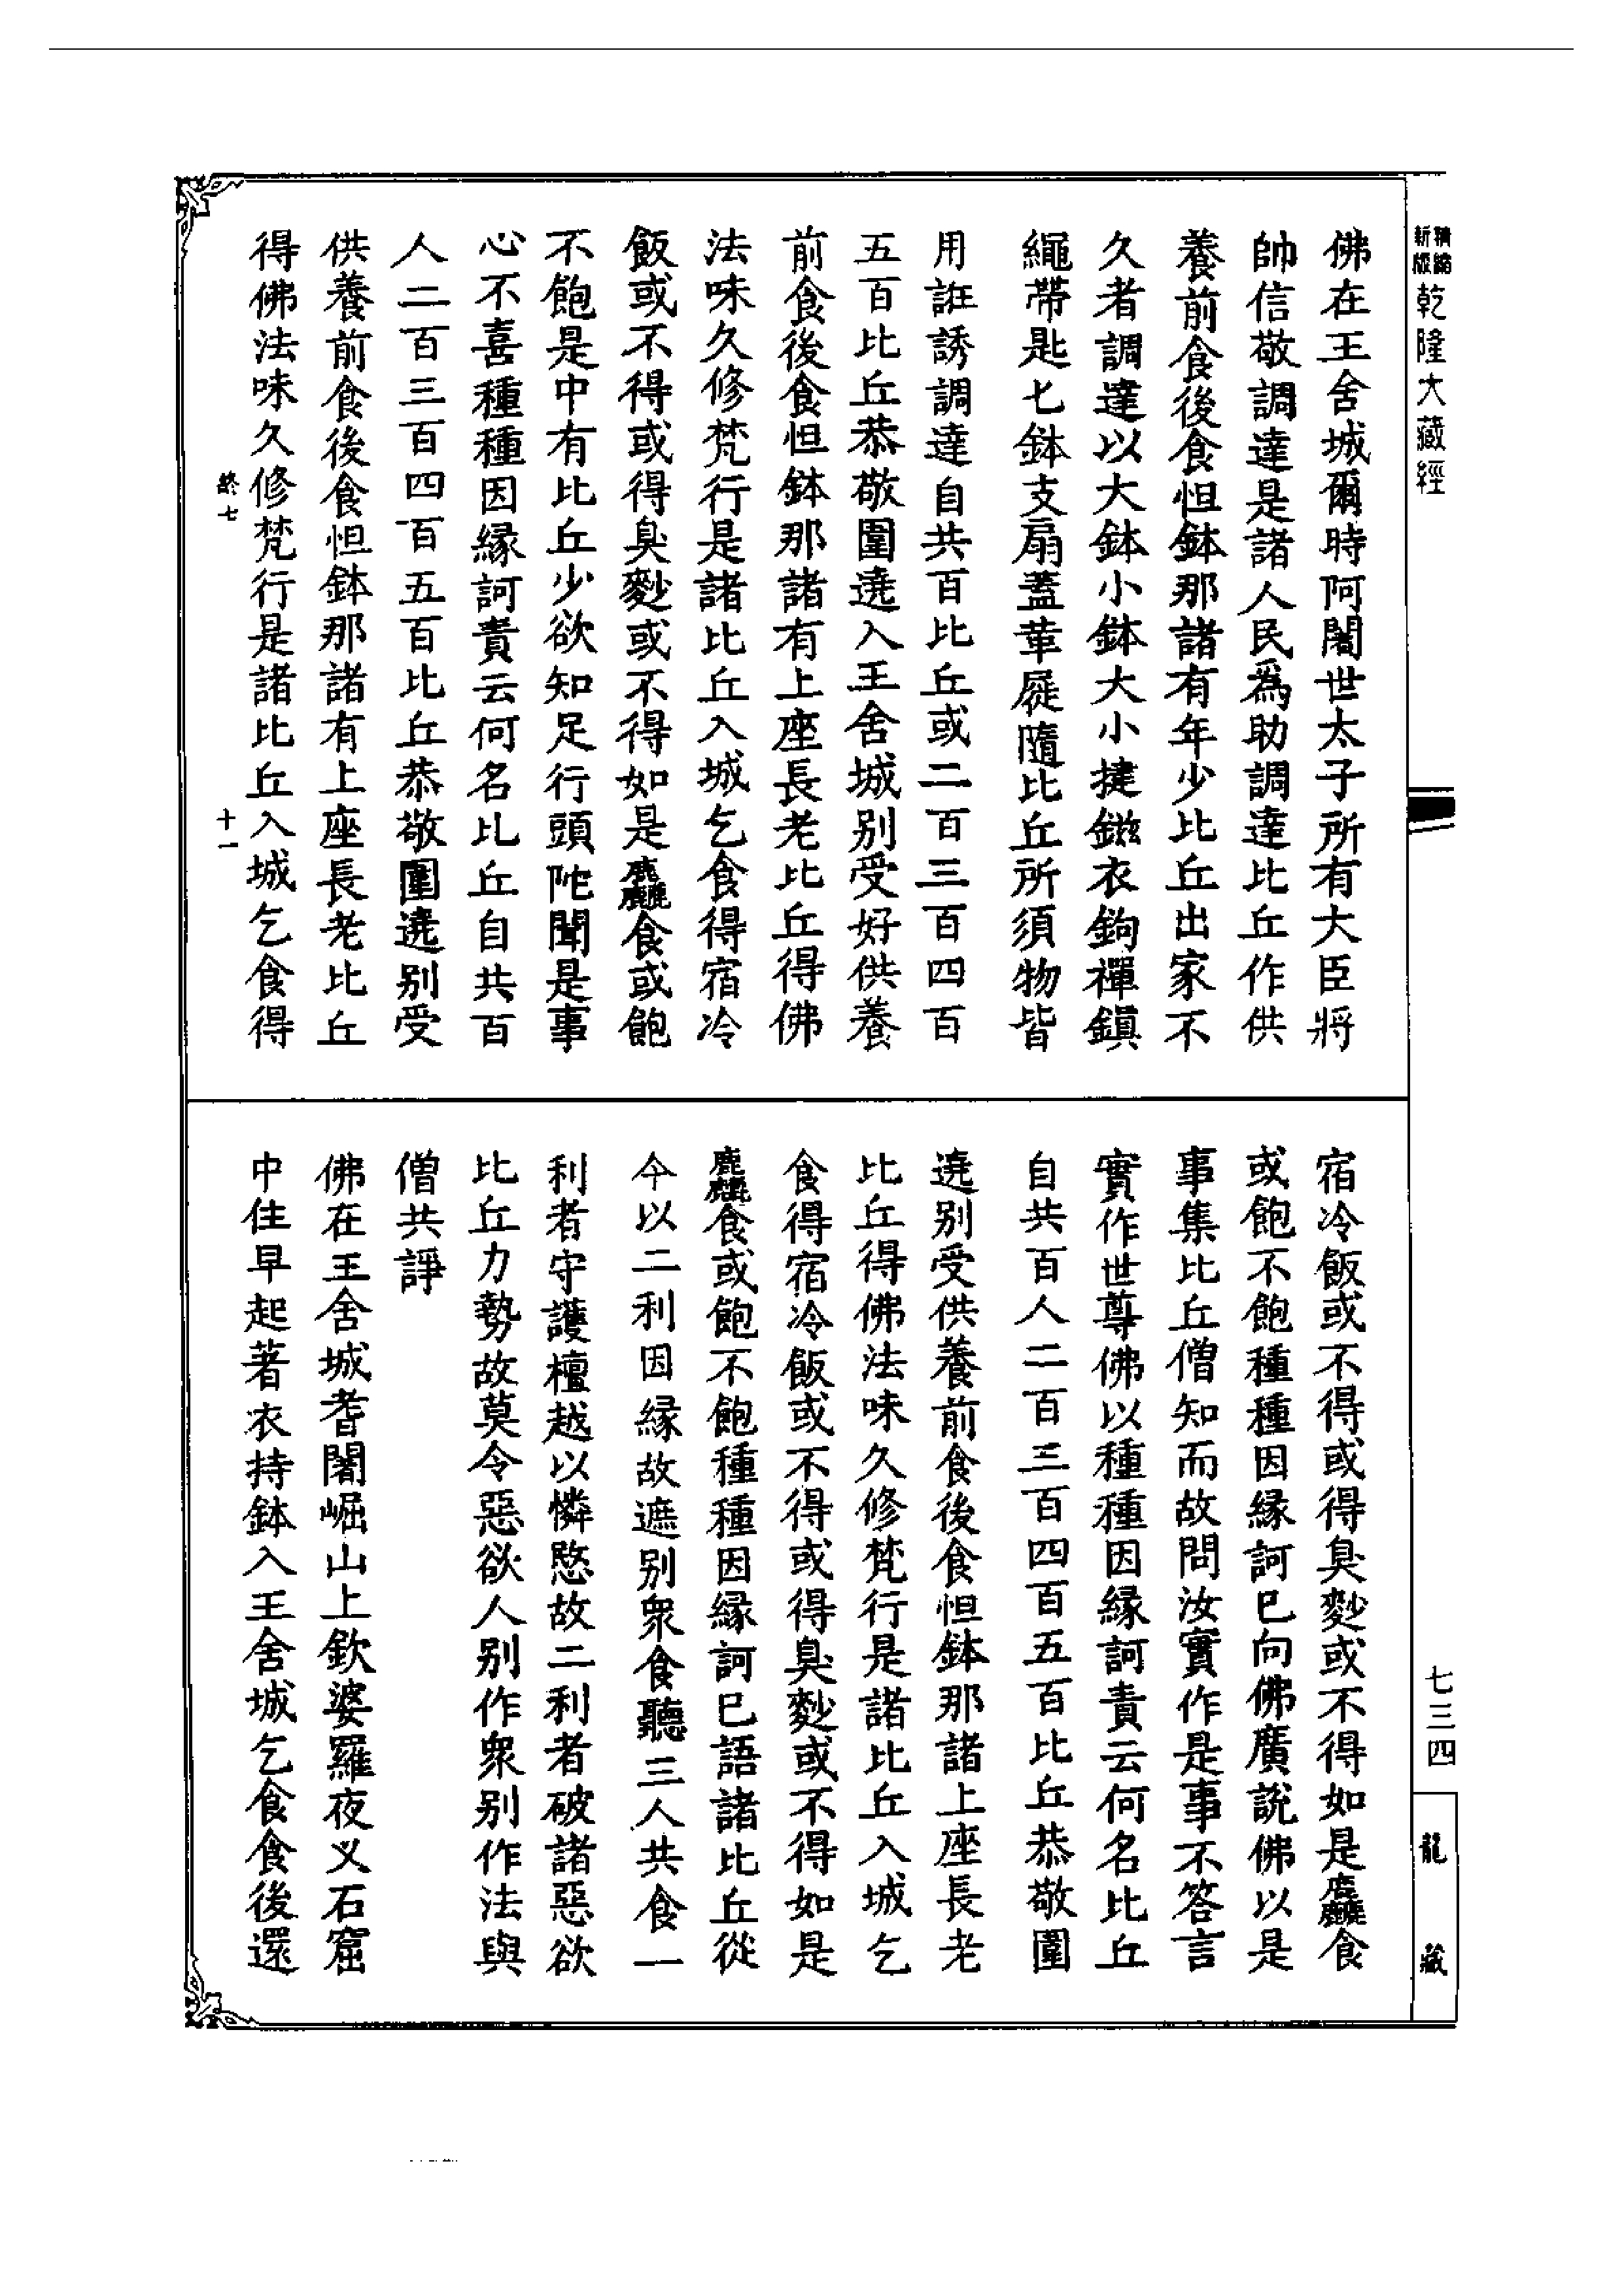 精縮新版乾隆大藏經
佛在王舍城爾時阿闍世太子所有大臣將
帥信敬調達是諸人民為助調達比丘作供
養前食後食怛鉢那諸有年少比丘出家不
久者調達以大鉢小鉢大小揵鎡衣鉤禪鎮
繩帶匙匕鉢支扇蓋革屣隨比丘所須物皆
用誑誘調達自共百比丘或二百三百四百
五百比丘恭敬圍遶入王舍城別受好供養
前食後食怛鉢那諸有上座長老比丘得佛
法味久修梵行是諸比丘入城乞食得宿冷
飯或不得或得臭麨或不得如是麤食或飽
不飽是中有比丘少欲知足行頭陀聞是事
心不喜種種因緣訶責云何名比丘自共百
人二百三百四百五百比丘恭敬圍遶別受
供養前食後食怛鉢那諸有上座長老比丘
得佛法味久修梵行是諸比丘入城乞食得
終七 十一
宿冷飯或不得或得臭麨或不得如是麤食
或飽不飽種種因緣訶已向佛廣說佛以是
事集比丘僧知而故問汝實作是事不答言
實作世尊佛以種種因緣訶責云何名比丘
自共百人二百三百四百五百比丘恭敬圍
遶別受供養前食後食怛鉢那諸上座長老
比丘得佛法味久修梵行是諸比丘入城乞
食得宿冷飯或不得或得臭麨或不得如是
麤食或飽不飽種種因緣訶已語諸比丘從
今以二利因緣故遮別衆食聽三人共食一
利者守護檀越以憐愍故二利者破諸惡欲
比丘力勢故莫令惡欲人別作衆別作法與
僧共諍
佛在王舍城耆闍崛山上欽婆羅夜叉石窟
中住早起著衣持鉢入王舍城乞食食後還
七三四
龍藏